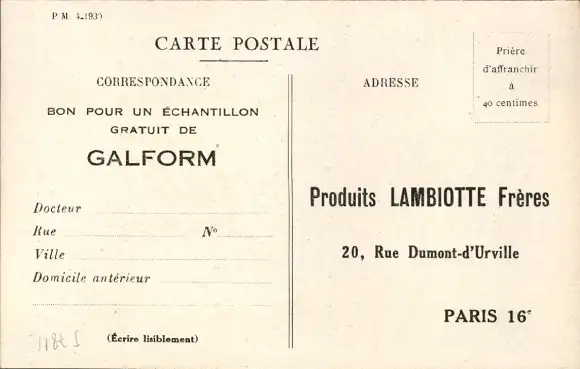 P M. 4-1930
CARTE POSTALE
CORRESPONDANCE
BON POUR UN ÉCHANTILLON
GRATUIT DE
GALFORM
Docteur
Rue Nº
Ville
Domicile antérieur
(Écrire lisiblement)
ADRESSE
Prière
d'affranchir
à
40 centimes
Produits LAMBIOTTE Frères
20, Rue Dumont-d'Urville
PARIS 16e